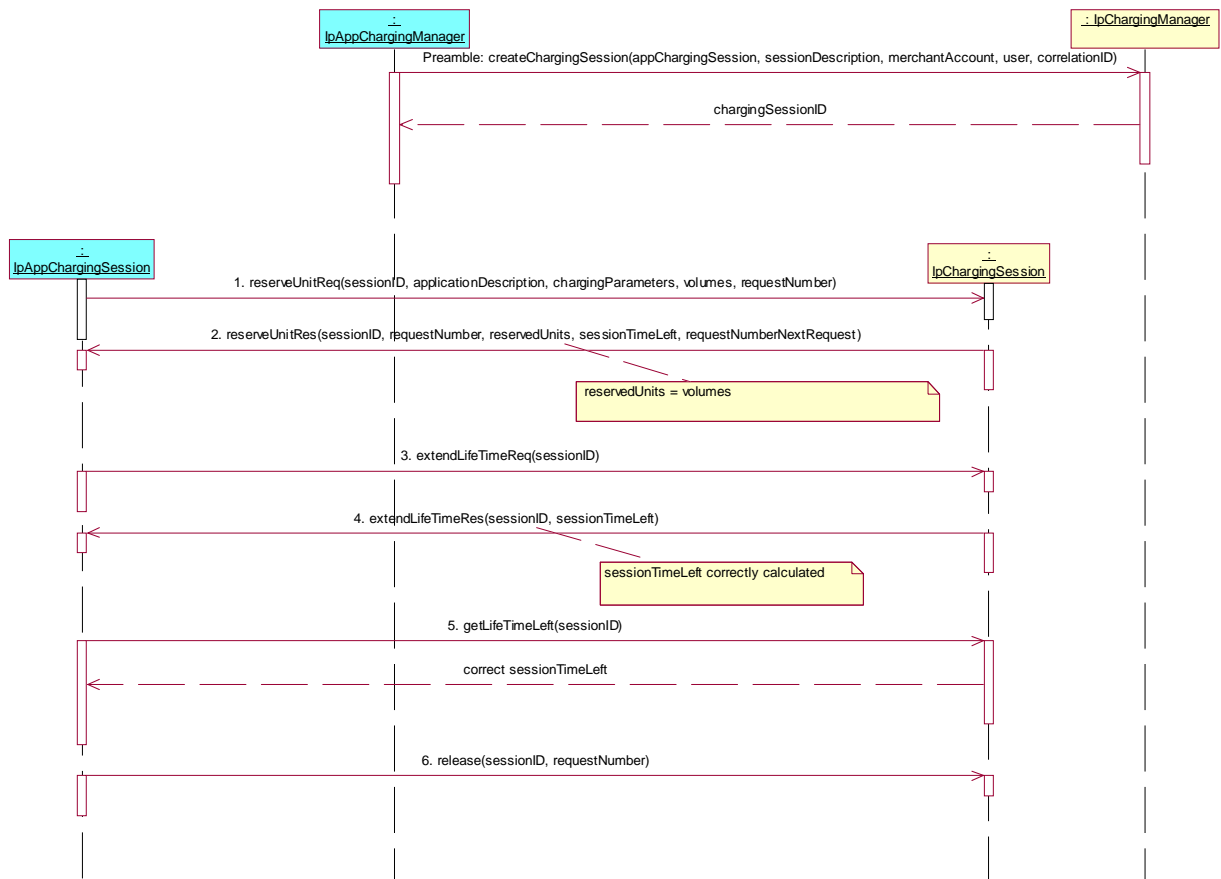 :
IpAppChargingManager
: IpChargingManager
Preamble: createChargingSession(appChargingSession, sessionDescription, merchantAccount, user, correlationID)
chargingSessionID
:
IpAppChargingSession
:
IpChargingSession
1. reserveUnitReq(sessionID, applicationDescription, chargingParameters, volumes, requestNumber)
2. reserveUnitRes(sessionID, requestNumber, reservedUnits, sessionTimeLeft, requestNumberNextRequest)
reservedUnits = volumes
3. extendLifeTimeReq(sessionID)
4. extendLifeTimeRes(sessionID, sessionTimeLeft)
sessionTimeLeft correctly calculated
5. getLifeTimeLeft(sessionID)
correct sessionTimeLeft
6. release(sessionID, requestNumber)